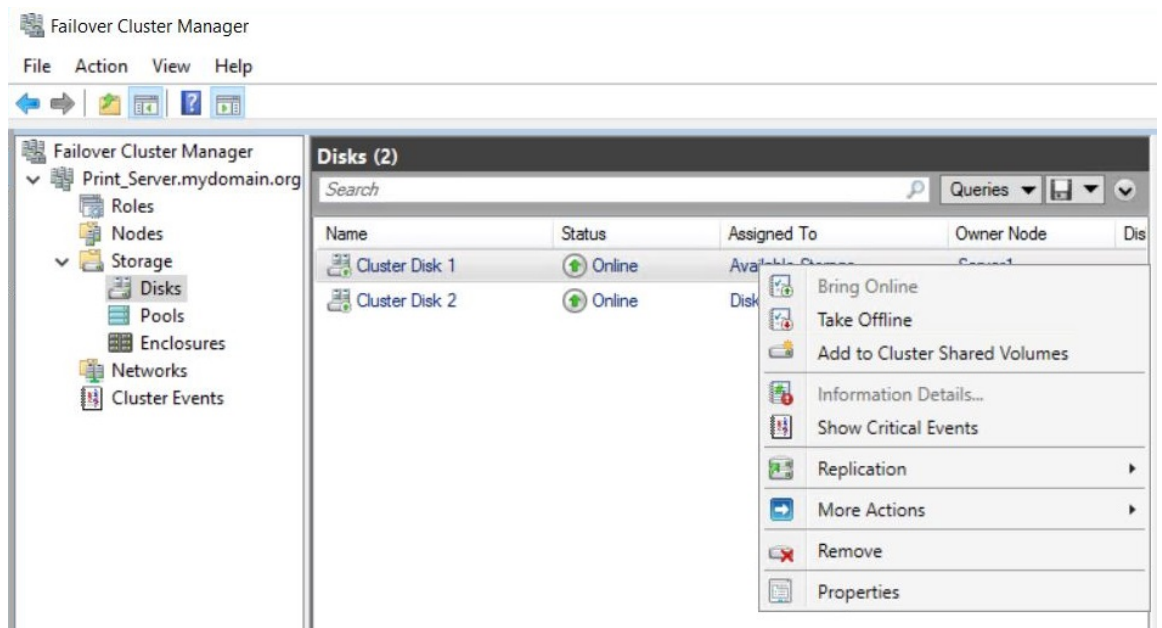 Failover Cluster Manager
File Action View Help
Failover Cluster Manager
Print_Server.mydomain.org
Roles
Nodes
Storage
Disks
Pools
Enclosures
Networks
Cluster Events
Disks (2)
Search Queries
Name Status Assigned To Owner Node Dis
Cluster Disk 1 Online
Cluster Disk 2 Online Disk
Bring Online
Take Offline
Add to Cluster Shared Volumes
Information Details...
Show Critical Events
Replication
More Actions
Remove
Properties